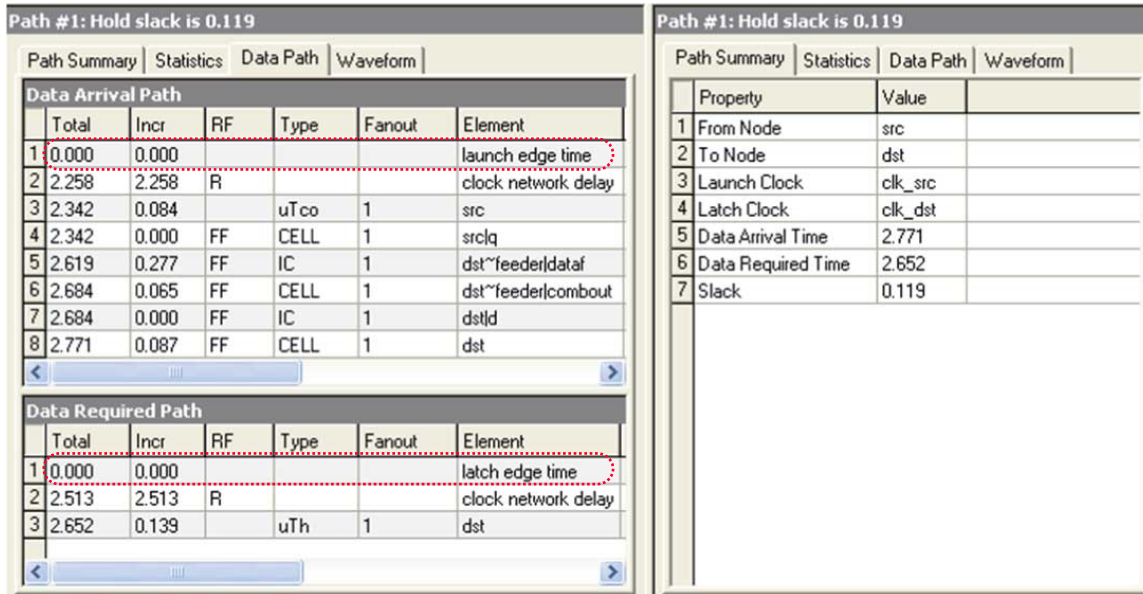 Path #1: Hold slack is 0.119
Path Summary Statistics Data Path Waveform
Data Arrival Path
Total Incr RF Type Fanout Element
1 0.000 0.000 launch edge time
2 2.258 2.258 R clock network delay
3 2.342 0.084 uTco 1 src
4 2.342 0.000 FF CELL 1 src|q
5 2.619 0.277 FF IC 1 dst~feeder|dataf
6 2.684 0.065 FF CELL 1 dst~feeder|combout
7 2.684 0.000 FF IC 1 dst|d
8 2.771 0.087 FF CELL 1 dst
Data Required Path
Total Incr RF Type Fanout Element
1 0.000 0.000 latch edge time
2 2.513 2.513 R clock network delay
3 2.652 0.139 uTh 1 dst
Path #1: Hold slack is 0.119
Path Summary Statistics Data Path Waveform
Property Value
1 From Node src
2 To Node dst
3 Launch Clock clk_src
4 Latch Clock clk_dst
5 Data Arrival Time 2.771
6 Data Required Time 2.652
7 Slack 0.119